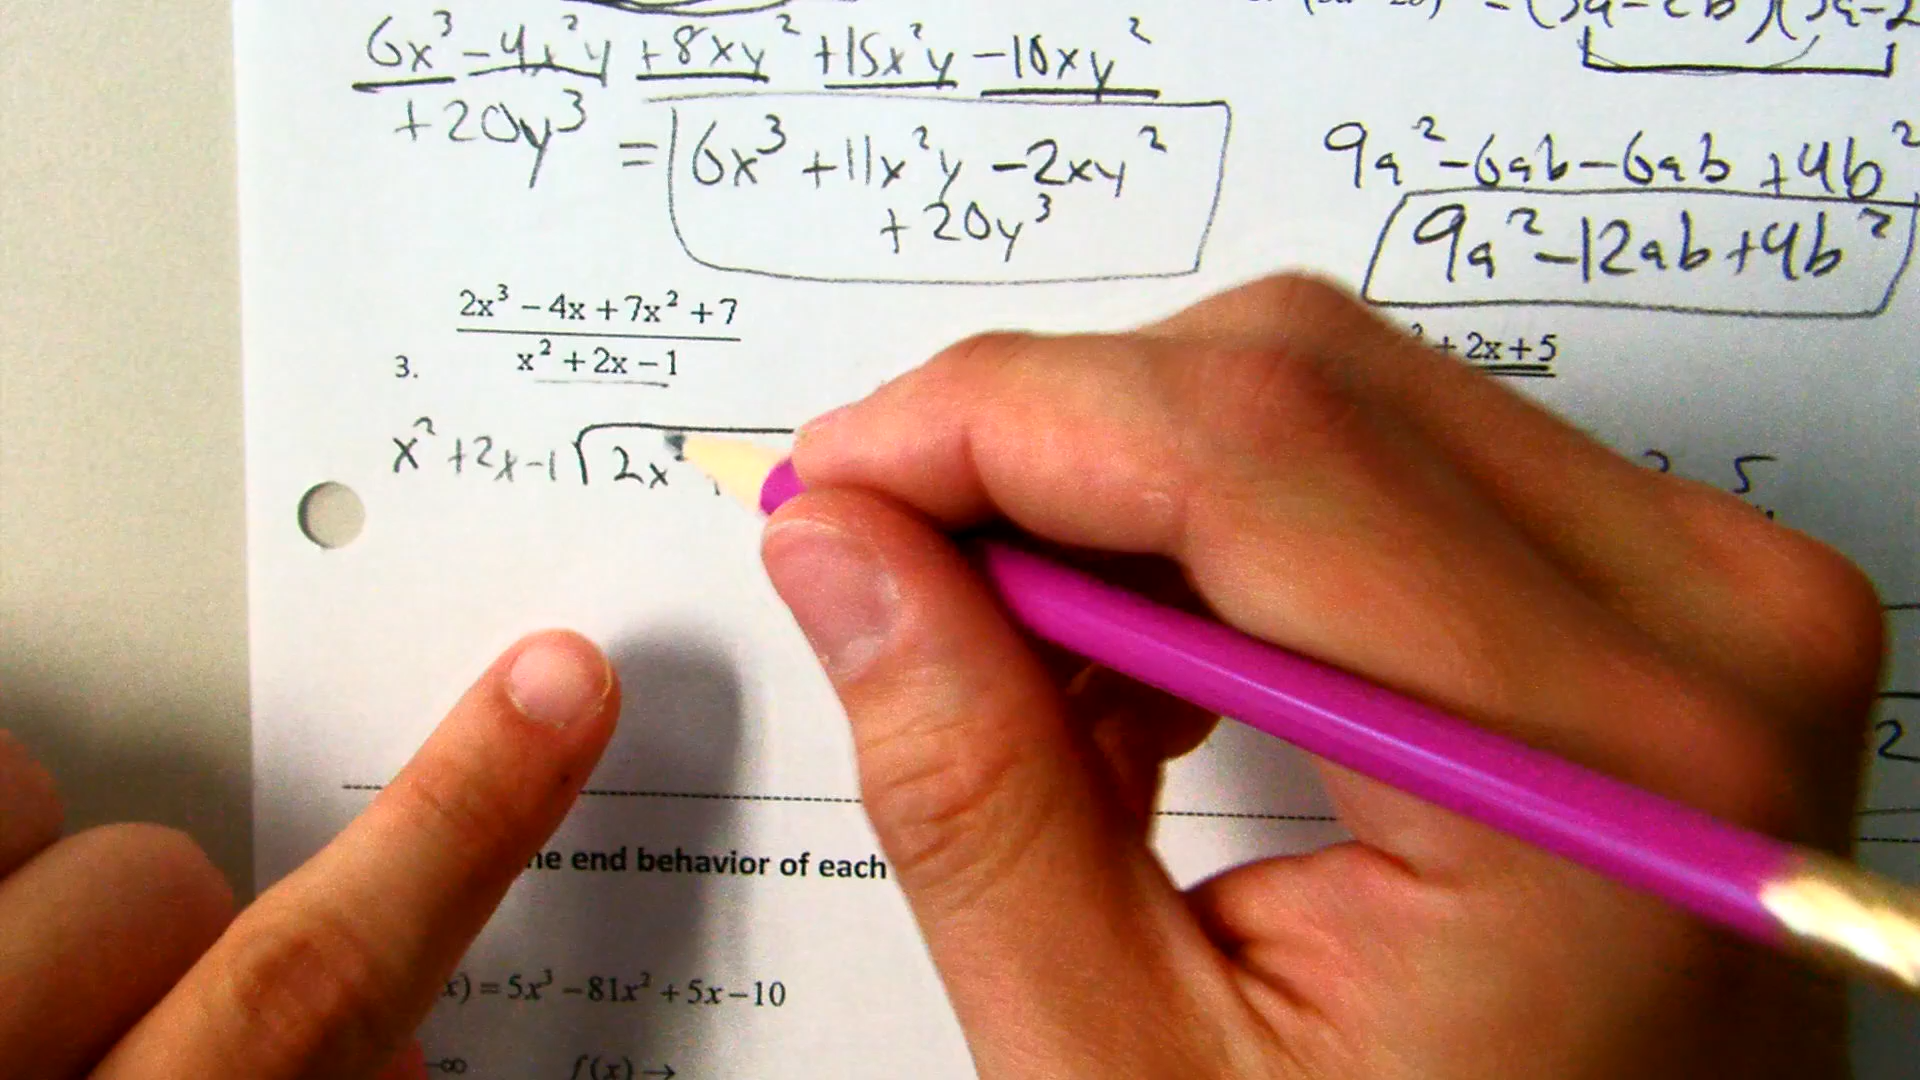 6x³ - 4x²y + 8xy² + 15x²y - 10xy²
+ 20y³ = 6x³ + 11x²y - 2xy²
+ 20y³
9a² - 6ab - 6ab + 4b²
9a² - 12ab + 4b²
3. 2x³ − 4x + 7x² + 7
x² + 2x − 1
+ 2x + 5
x² + 2x - 1 2x
5
2
end behavior of each
x) = 5x³ − 81x² + 5x − 10
−∞ f(x) →